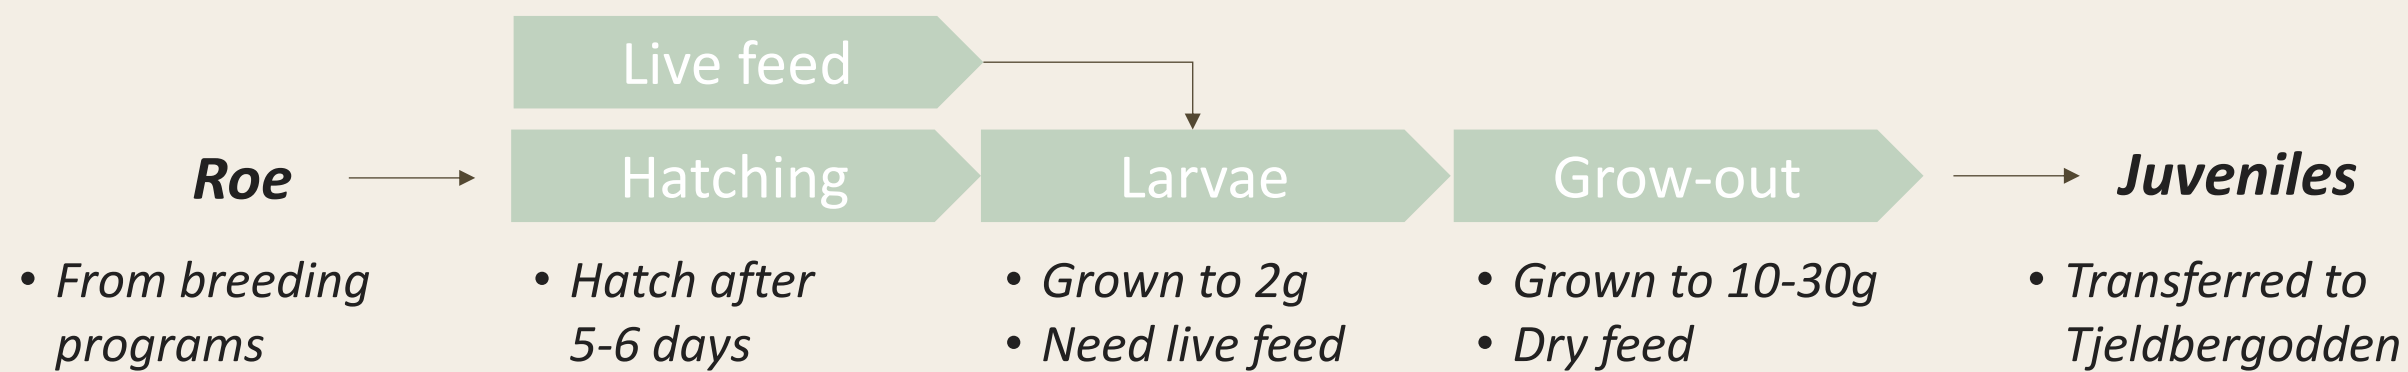 Live feed
Roe
Hatching
Larvae
Grow-out
Juveniles
• From breeding
programs
• Hatch after
5-6 days
• Grown to 2g
• Need live feed
• Grown to 10-30g
• Dry feed
• Transferred to
Tjeldbergodden